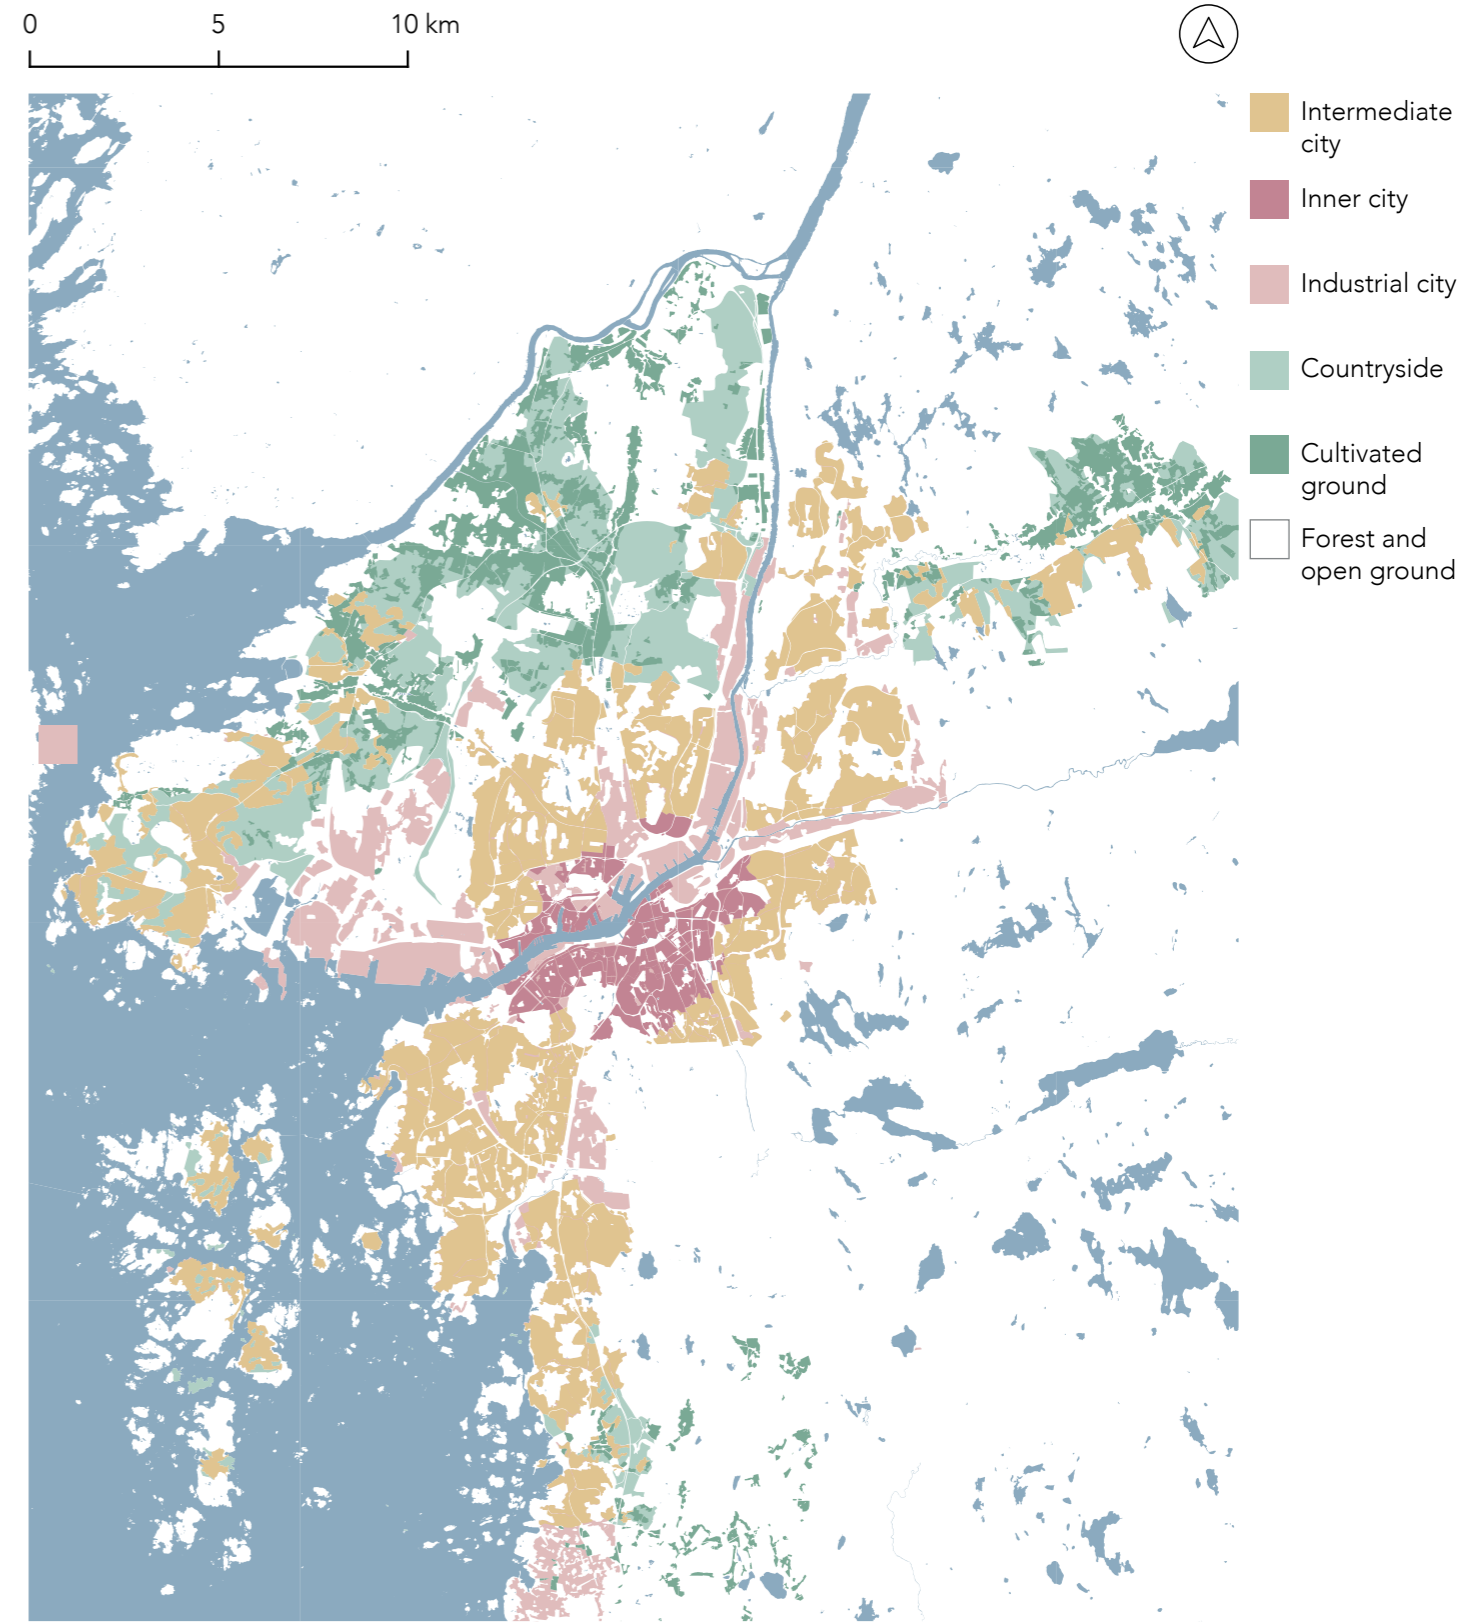 0 5 10 km
Intermediate
city
Inner city
Industrial city
Countryside
Cultivated
ground
Forest and
open ground